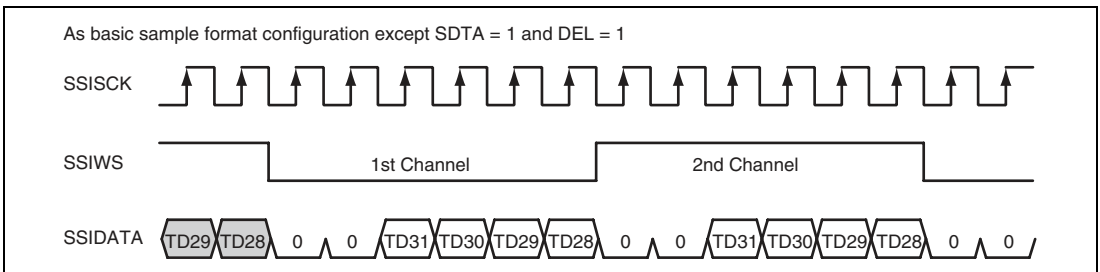 As basic sample format configuration except SDTA = 1 and DEL = 1
SSISCK
SSIWS 1st Channel 2nd Channel
SSIDATA TD29 TD28 0 0 TD31 TD30 TD29 TD28 0 0 TD31 TD30 TD29 TD28 0 0